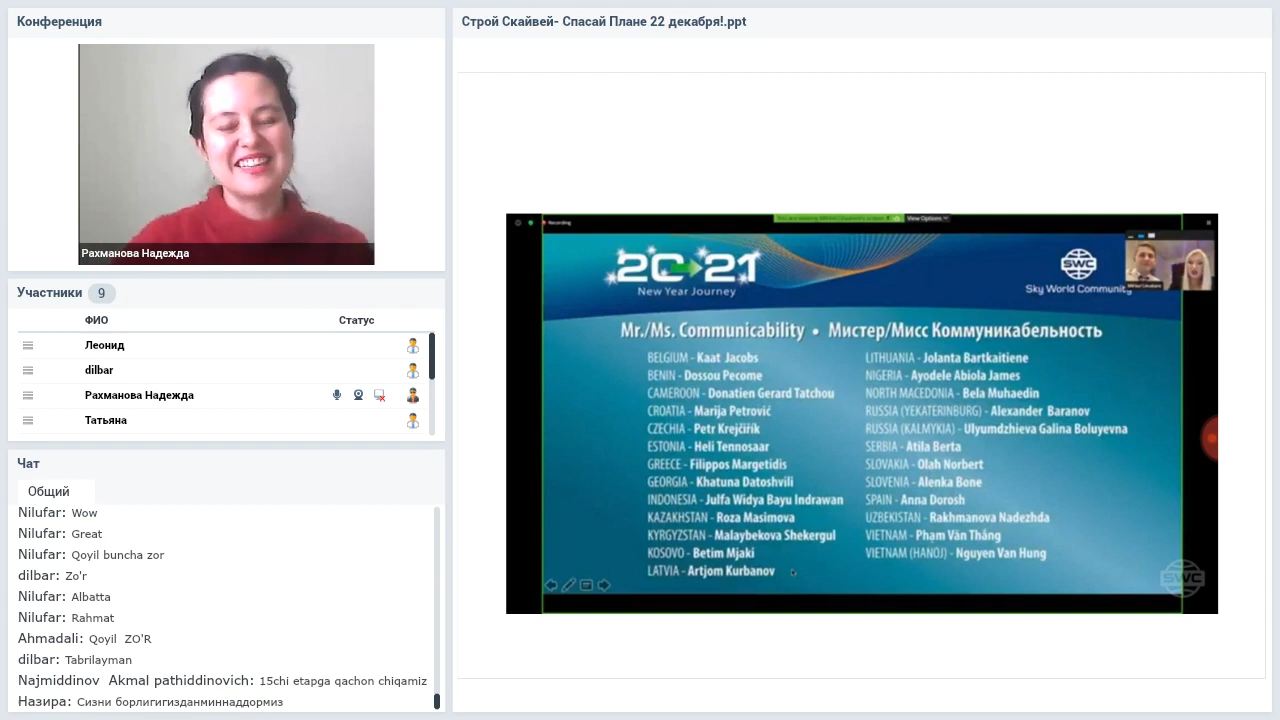 Конференция
Рахманова Надежда
Участники 9
ФИО Статус
Леонид
dilbar
Рахманова Надежда
Татьяна
Чат
Общий
Nilufar: Wow
Nilufar: Great
Nilufar: Qoyil buncha zor
dilbar: Zo'r
Nilufar: Albatta
Nilufar: Rahmat
Ahmadali: Qoyil ZO'R
dilbar: Tabrilayman
Najmiddinov Akmal pathiddinovich: 15chi etapga qachon chiqamiz
Назира: Сизни борлигигизданминнаддормиз
Строй Скайвей- Спасай Плане 22 декабря!.ppt
Recording
View Options
2021
New Year Journey
SWC
Sky World Community
Mr./Ms. Communicability • Мистер/Мисс Коммуникабельность
BELGIUM - Kaat Jacobs
BENIN - Dossou Pecome
CAMEROON - Donatien Gerard Tatchou
CROATIA - Marija Petrović
CZECHIA - Petr Krejčiřík
ESTONIA - Heli Tennosaar
GREECE - Filippos Margetidis
GEORGIA - Khatuna Datoshvili
INDONESIA - Julfa Widya Bayu Indrawan
KAZAKHSTAN - Roza Masimova
KYRGYZSTAN - Malaybekova Shekergul
KOSOVO - Betim Mjaki
LATVIA - Artjom Kurbanov
LITHUANIA - Jolanta Bartkaitiene
NIGERIA - Ayodele Abiola James
NORTH MACEDONIA - Bela Muhaedin
RUSSIA (YEKATERINBURG) - Alexander Baranov
RUSSIA (KALMYKIA) - Ulyumdzhieva Galina Boluyevna
SERBIA - Atila Berta
SLOVAKIA - Olah Norbert
SLOVENIA - Alenka Bone
SPAIN - Anna Dorosh
UZBEKISTAN - Rakhmanova Nadezhda
VIETNAM - Phạm Văn Thắng
VIETNAM (HANOJ) - Nguyen Van Hung
SWC